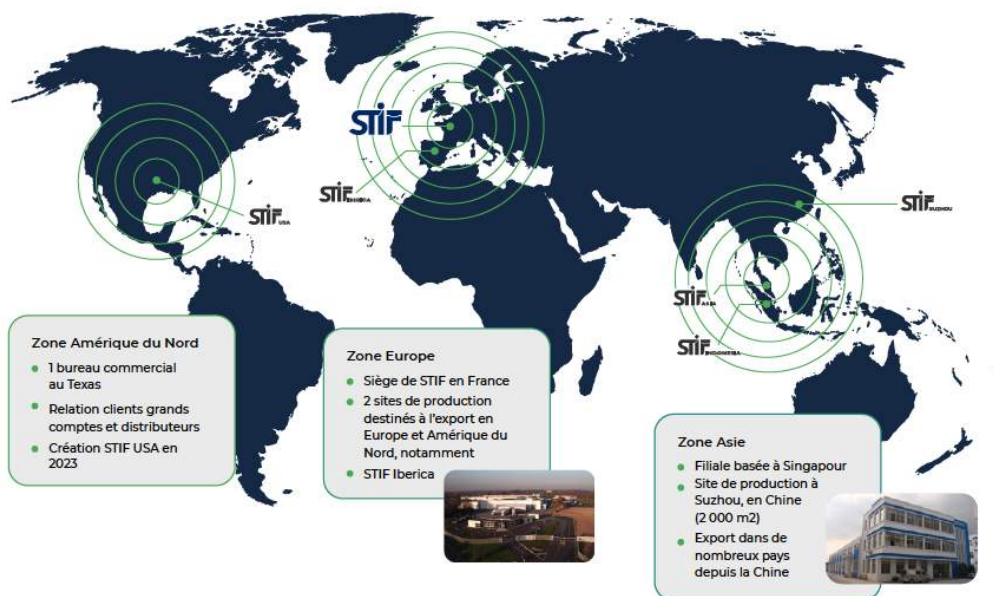 STIF
STIF IBERICA
STIF USA
STIF SUZHOU
STIF ASIA
STIF INDONESIA
Zone Amérique du Nord
1 bureau commercial
au Texas
Relation clients grands
comptes et distributeurs
Création STIF USA en
2023
Zone Europe
Siège de STIF en France
2 sites de production
destinés à l'export en
Europe et Amérique du
Nord, notamment
STIF Iberica
Zone Asie
Filiale basée à Singapour
Site de production à
Suzhou, en Chine
(2 000 m2)
Export dans de
nombreux pays
depuis la Chine